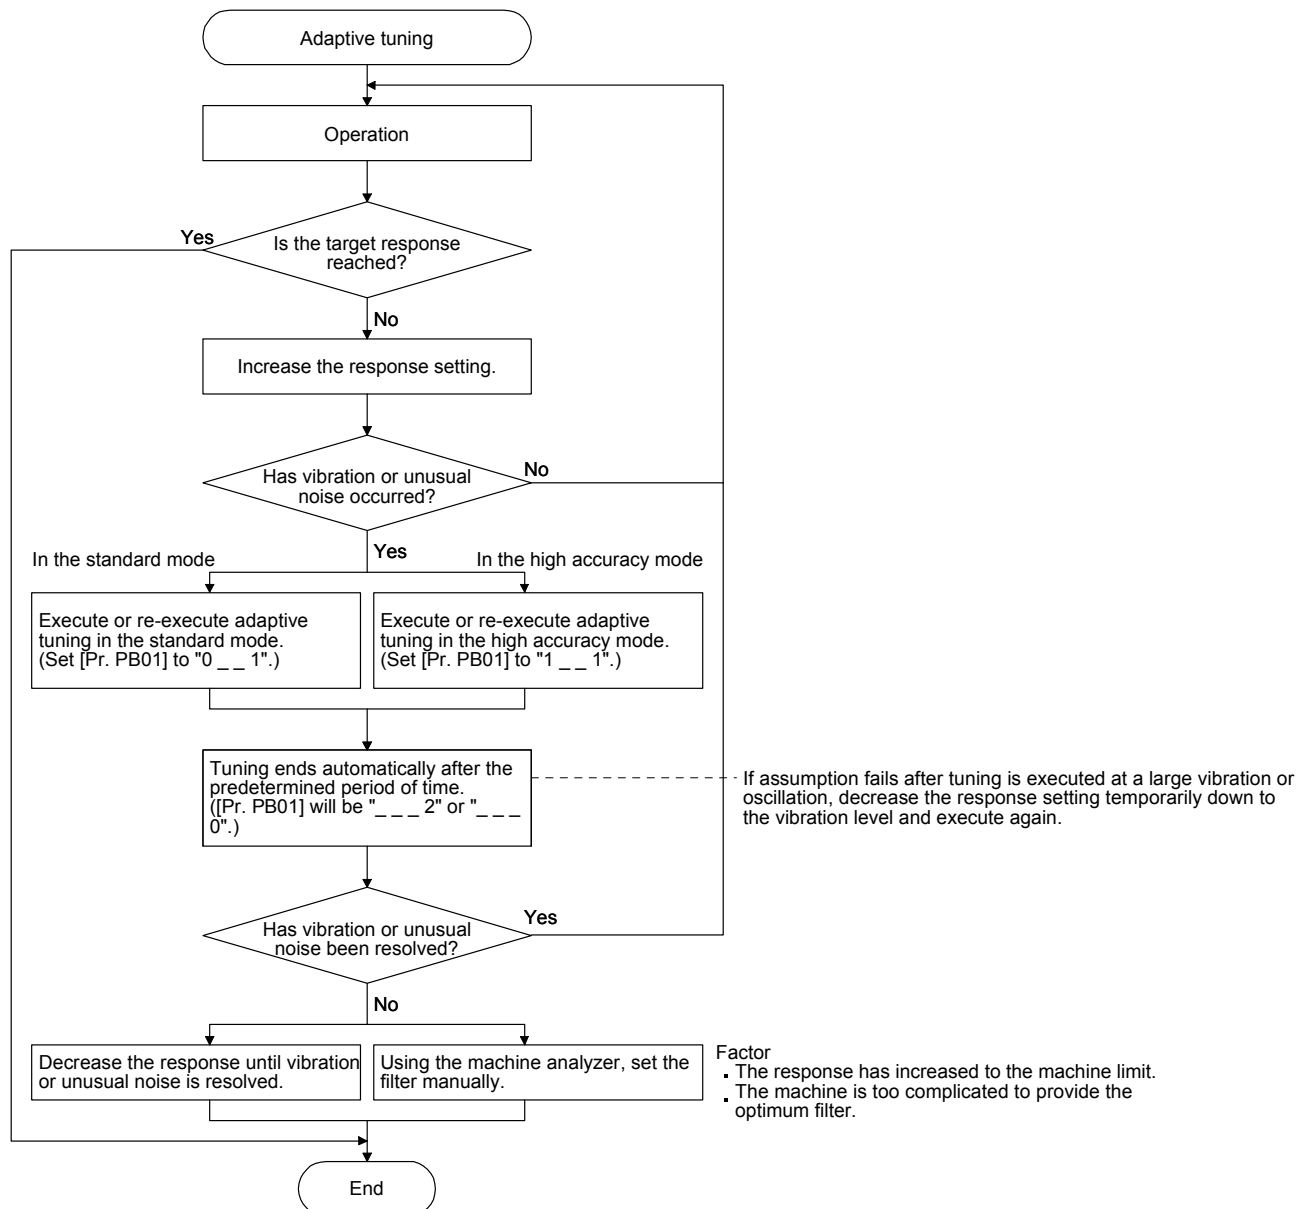 Adaptive tuning
Operation
Yes
Is the target response
reached?
No
Increase the response setting.
Has vibration or unusual
noise occurred?
No
Yes
In the standard mode
In the high accuracy mode
Execute or re-execute adaptive
tuning in the standard mode.
(Set [Pr. PB01] to "0 _ _ 1".)
Execute or re-execute adaptive
tuning in the high accuracy mode.
(Set [Pr. PB01] to "1 _ _ 1".)
Tuning ends automatically after the
predetermined period of time.
([Pr. PB01] will be "_ _ _ 2" or "_ _ _
0".)
If assumption fails after tuning is executed at a large vibration or
oscillation, decrease the response setting temporarily down to
the vibration level and execute again.
Has vibration or unusual
noise been resolved?
Yes
No
Decrease the response until vibration
or unusual noise is resolved.
Using the machine analyzer, set the
filter manually.
Factor
. The response has increased to the machine limit.
. The machine is too complicated to provide the
optimum filter.
End